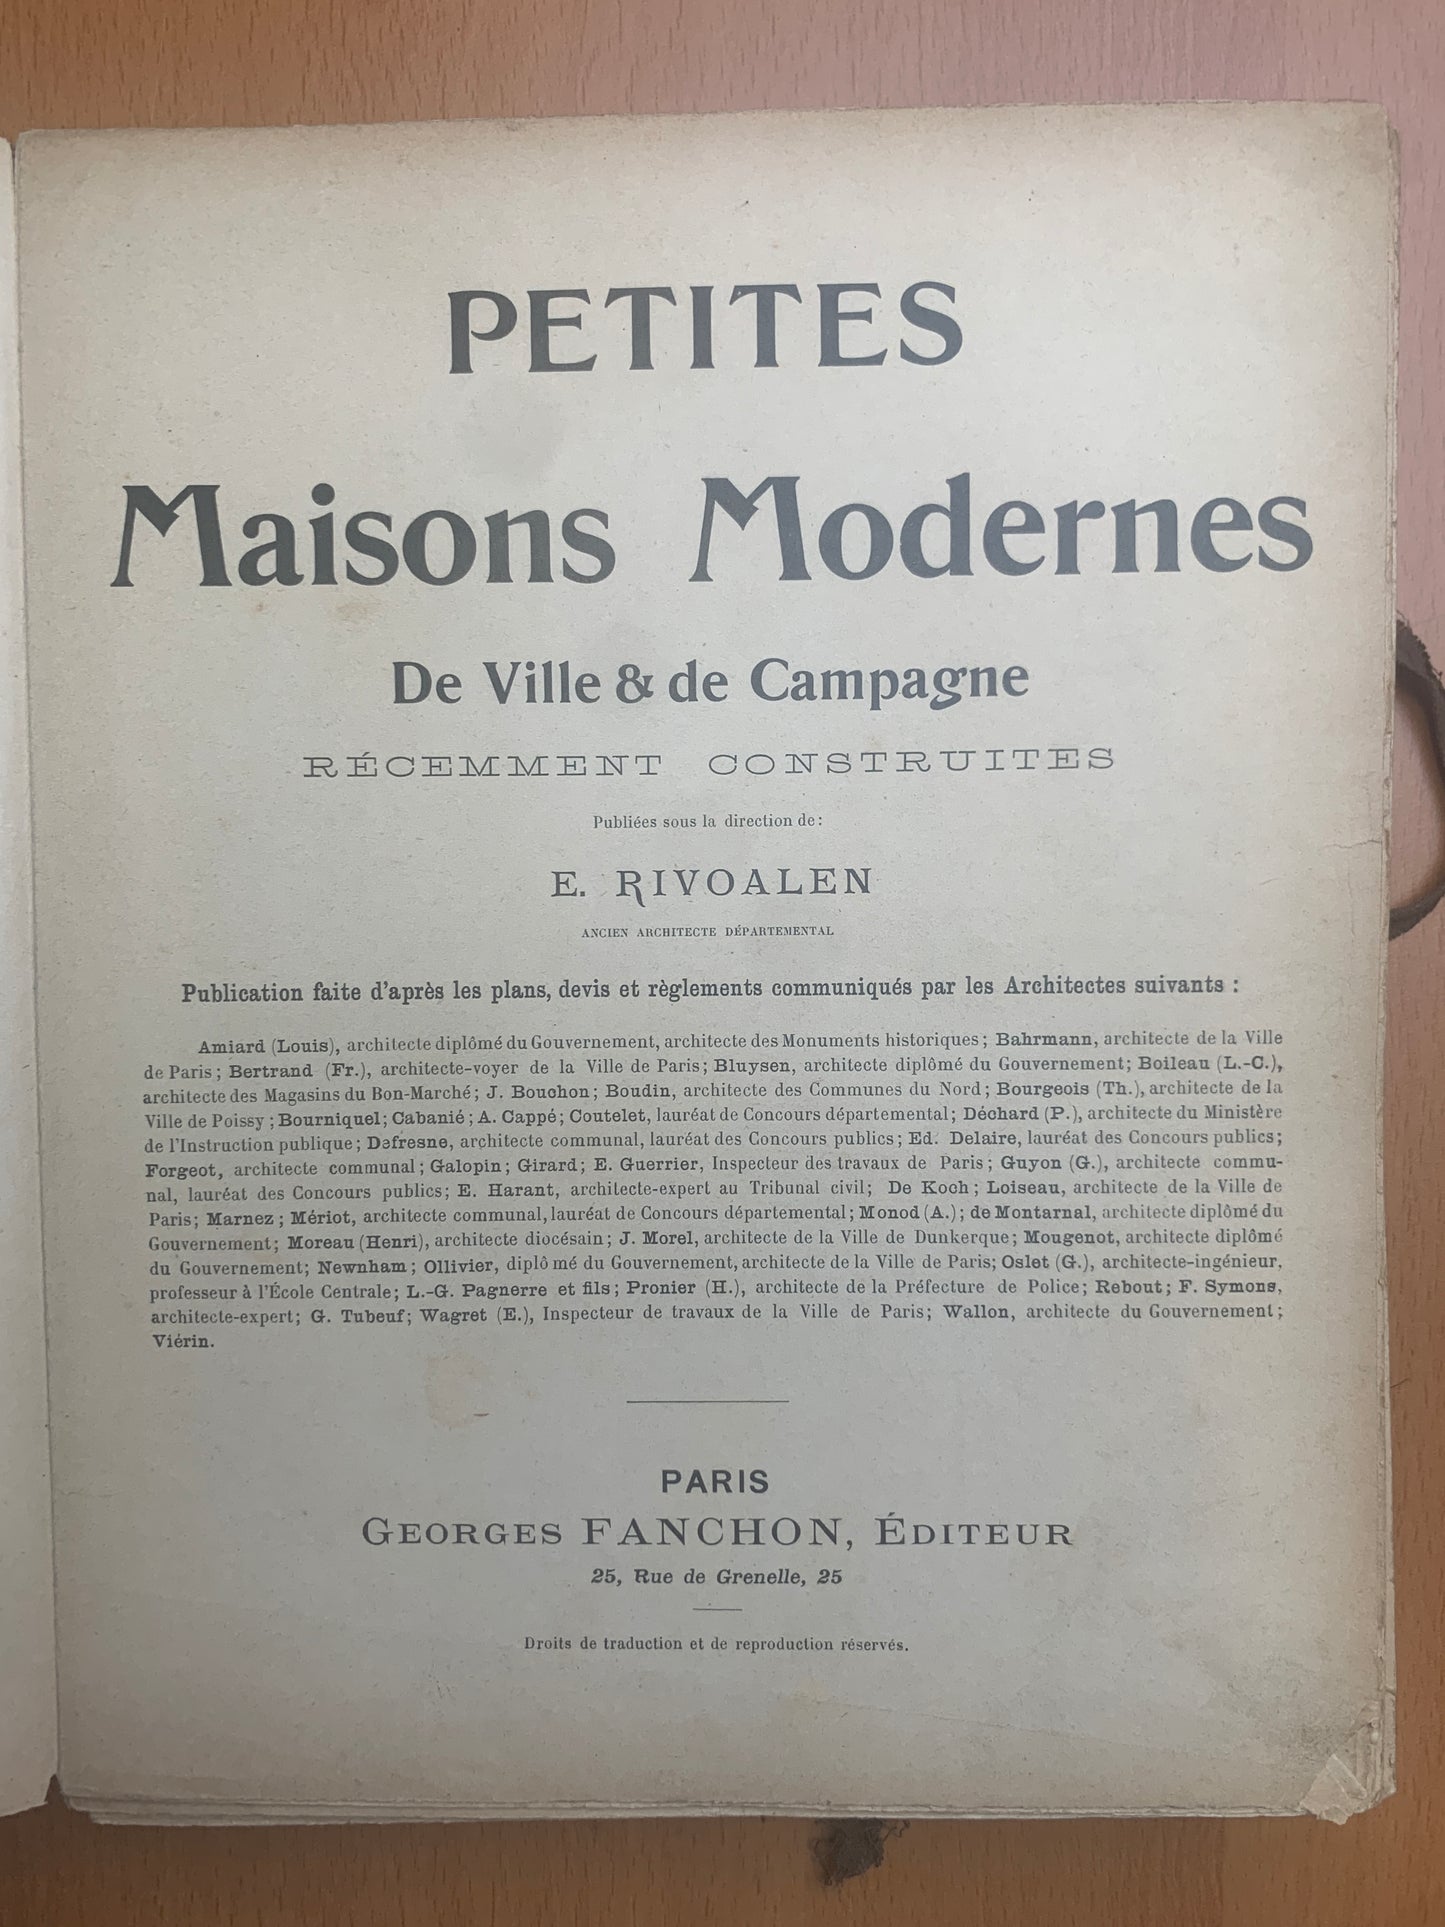 PETITES
Maisons Modernes
De Ville & de Campagne
RÉCEMMENT CONSTRUITES
Publiées sous la direction de :
E. RIVOALEN
ANCIEN ARCHITECTE DÉPARTEMENTAL
Publication faite d'après les plans, devis et règlements communiqués par les Architectes suivants :
Amiard (Louis), architecte diplômé du Gouvernement, architecte des Monuments historiques ; Bahrmann, architecte de la Ville
de Paris ; Bertrand (Fr.), architecte-voyer de la Ville de Paris ; Bluysen, architecte diplômé du Gouvernement ; Boileau (L.-C.),
architecte des Magasins du Bon-Marché ; J. Bouchon ; Boudin, architecte des Communes du Nord ; Bourgeois (Th.), architecte de la
Ville de Poissy ; Bourniquel ; Cabanié ; A. Cappé ; Coutelet, lauréat de Concours départemental ; Déchard (P.), architecte du Ministère
de l'Instruction publique ; Defresne, architecte communal, lauréat des Concours publics ; Ed. Delaire, lauréat des Concours publics ;
Forgeot, architecte communal ; Galopin ; Girard ; E. Guerrier, Inspecteur des travaux de Paris ; Guyon (G.), architecte commu-
nal, lauréat des Concours publics ; E. Harant, architecte-expert au Tribunal civil ; De Koch ; Loiseau, architecte de la Ville de
Paris ; Marnez ; Mériot, architecte communal, lauréat de Concours départemental ; Monod (A.) ; de Montarnal, architecte diplômé du
Gouvernement ; Moreau (Henri), architecte diocésain ; J. Morel, architecte de la Ville de Dunkerque ; Mougenot, architecte diplômé
du Gouvernement ; Newnham ; Ollivier, diplômé du Gouvernement, architecte de la Ville de Paris ; Oslet (G.), architecte-ingénieur,
professeur à l'École Centrale ; L.-G. Pagnerre et fils ; Pronier (H.), architecte de la Préfecture de Police ; Rebout ; F. Symons,
architecte-expert ; G. Tubeuf ; Wagret (E.), Inspecteur de travaux de la Ville de Paris ; Wallon, architecte du Gouvernement ;
Viérin.
PARIS
GEORGES FANCHON, ÉDITEUR
25, Rue de Grenelle, 25
Droits de traduction et de reproduction réservés.